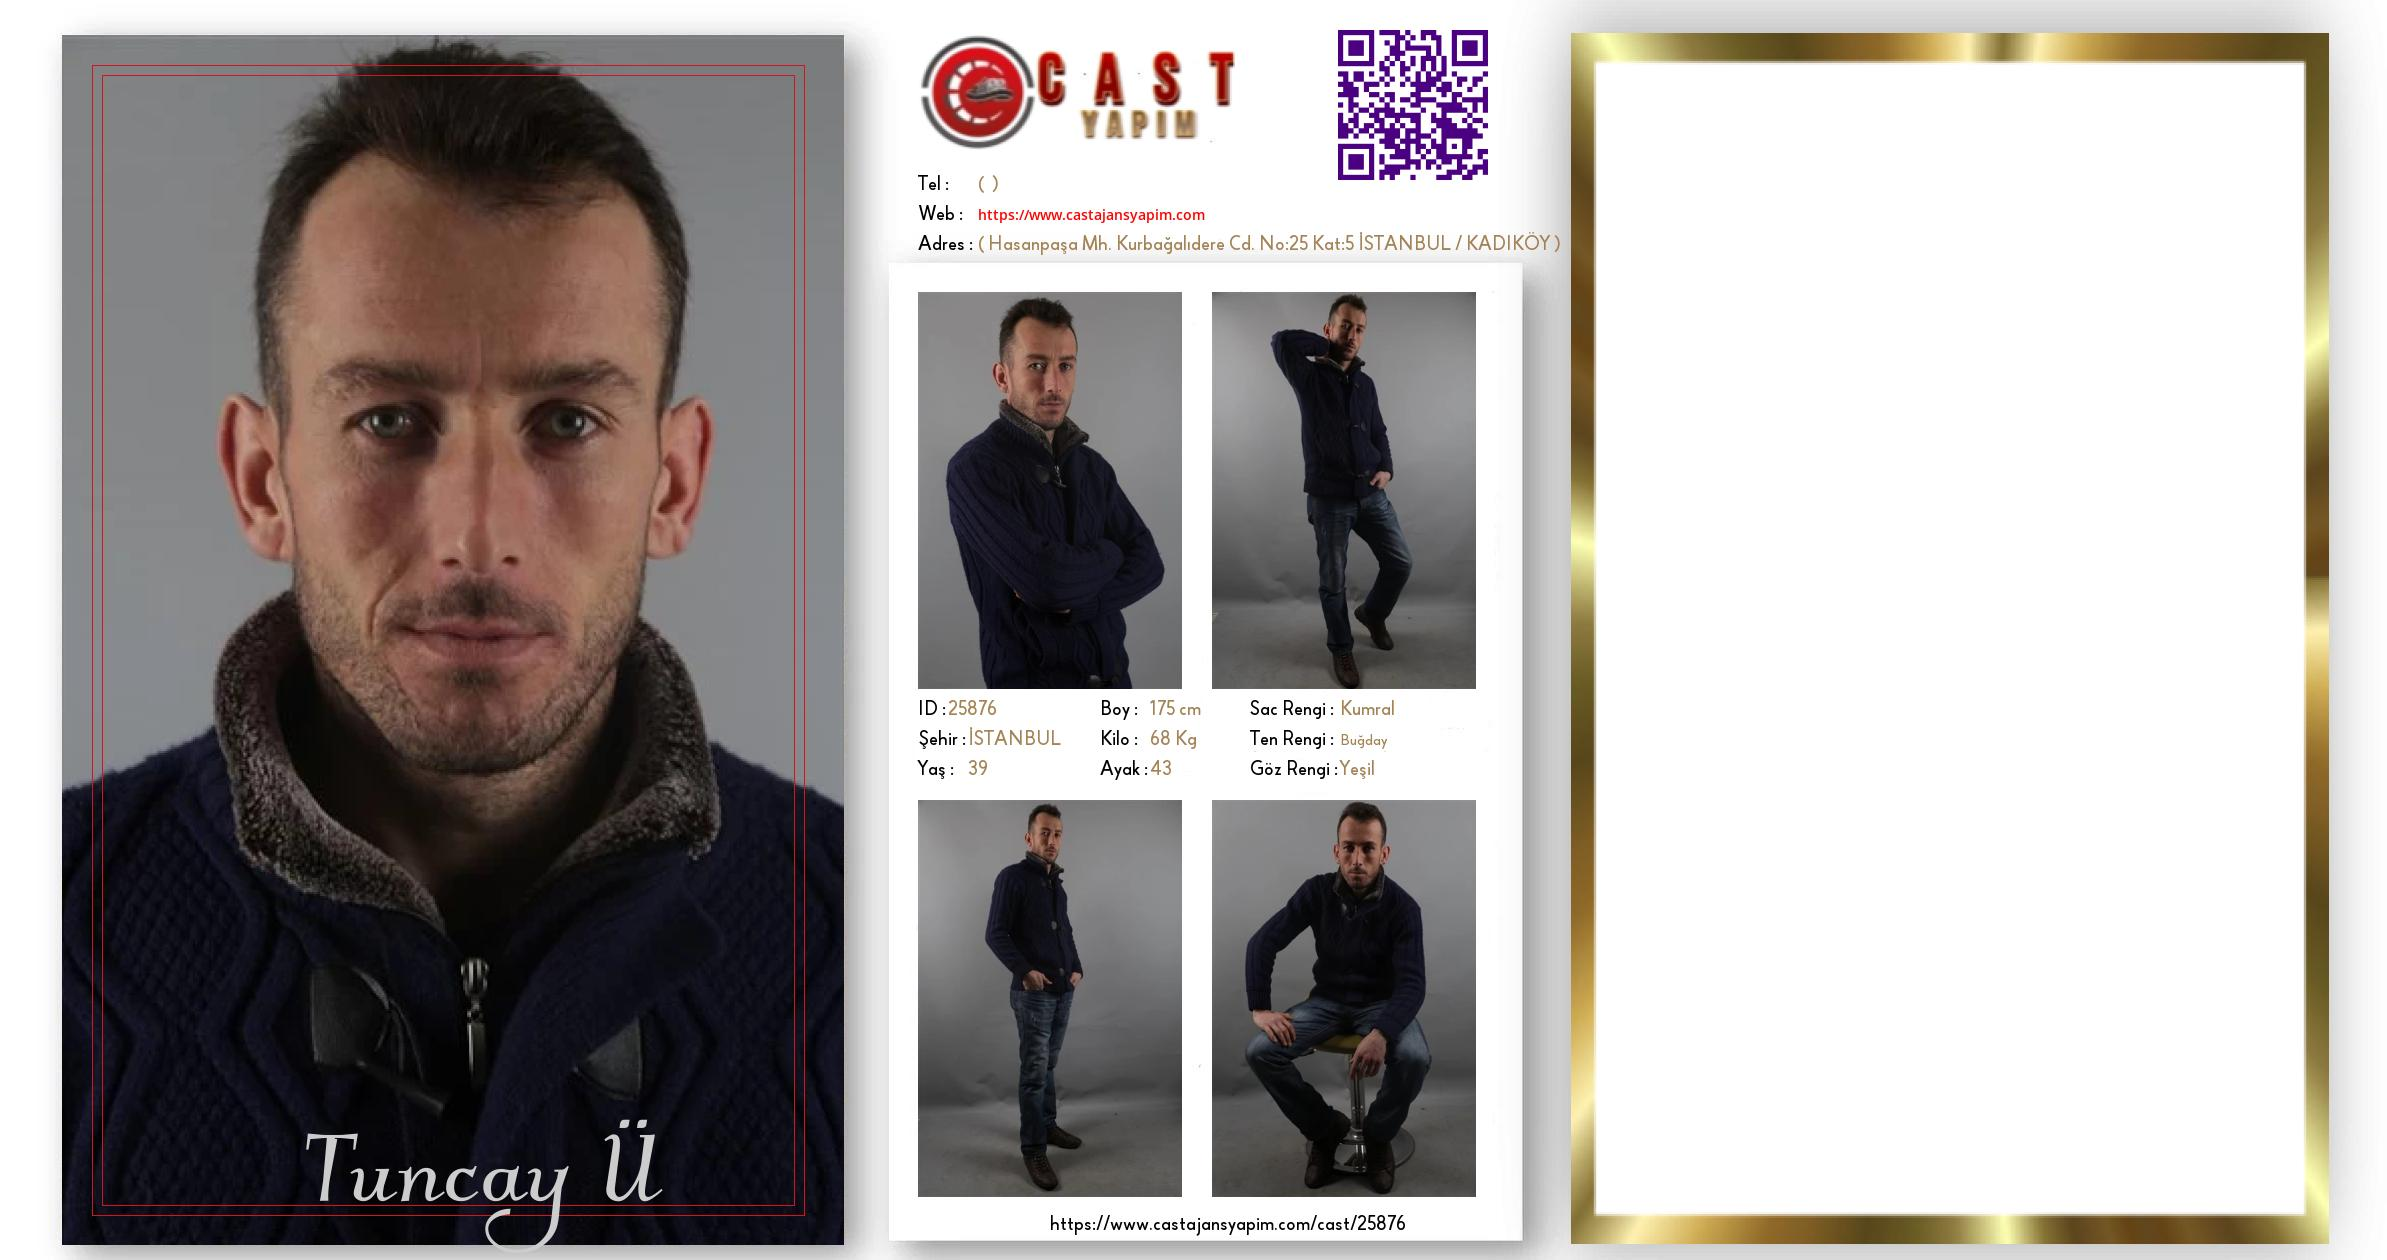 Tuncay Ü
CAST
YAPIM
Tel : ( )
Web : https://www.castajansyapim.com
Adres : ( Hasanpaşa Mh. Kurbağalıdere Cd. No:25 Kat:5 İSTANBUL / KADIKÖY )
ID : 25876 Boy : 175 cm Sac Rengi : Kumral
Şehir : İSTANBUL Kilo : 68 Kg Ten Rengi : Buğday
Yaş : 39 Ayak : 43 Göz Rengi : Yeşil
https://www.castajansyapim.com/cast/25876